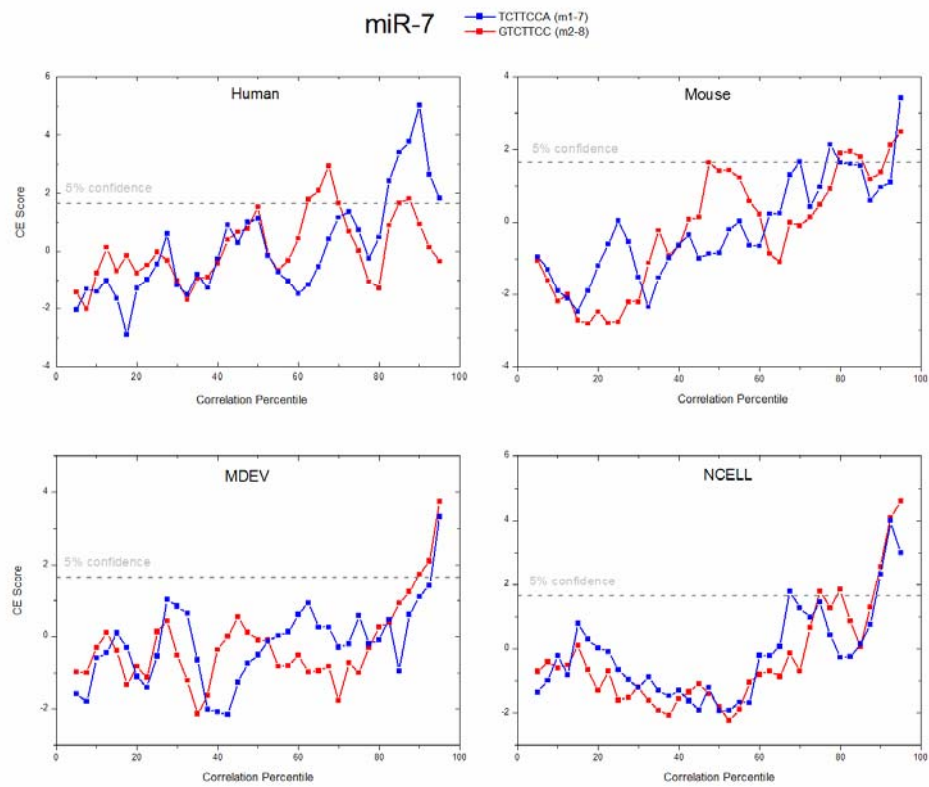 miR-7
TCTTCCA (m1-7)
GTCTTCC (m2-8)
Human
6
4
2
0
-2
-4
CE Score
5% confidence
0 20 40 60 80 100
Correlation Percentile
Mouse
4
2
0
-2
-4
5% confidence
0 20 40 60 80 100
Correlation Percentile
MDEV
4
2
0
-2
CE Score
5% confidence
0 20 40 60 80 100
Correlation Percentile
NCELL
6
4
2
0
-2
5% confidence
0 20 40 60 80 100
Correlation Percentile